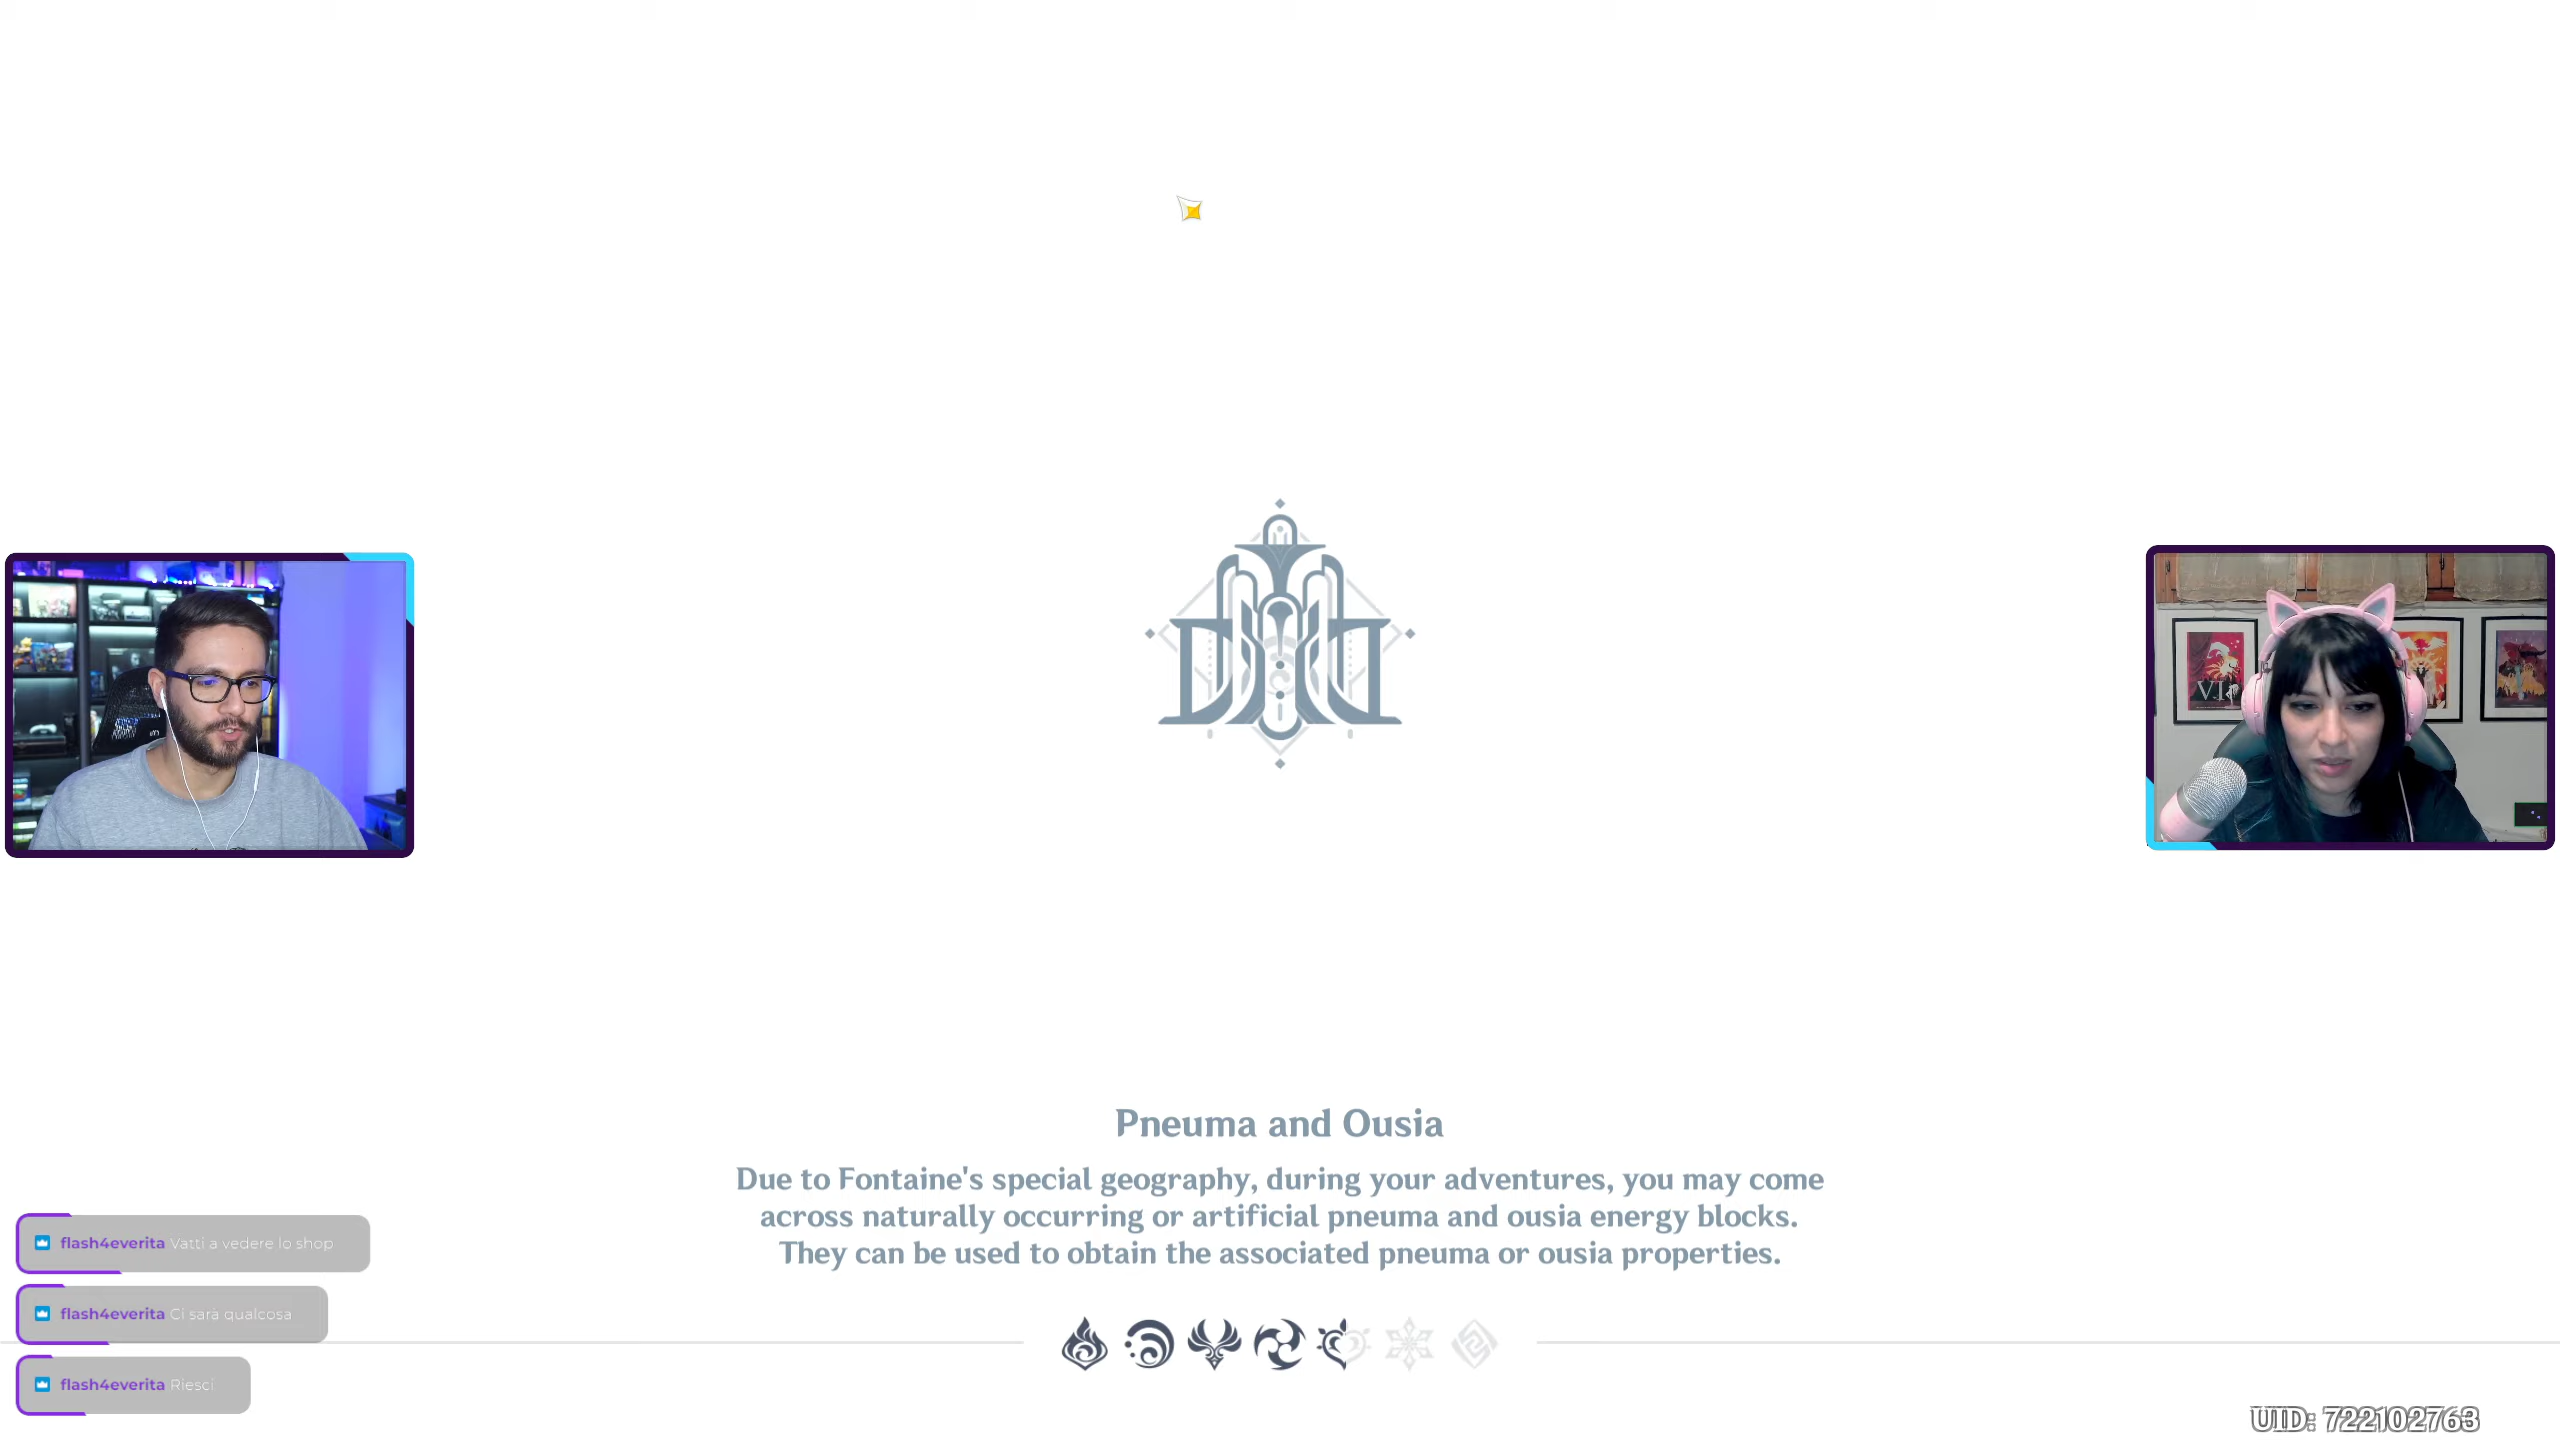 VI
Pneuma and Ousia
Due to Fontaine's special geography, during your adventures, you may come
across naturally occurring or artificial pneuma and ousia energy blocks.
They can be used to obtain the associated pneuma or ousia properties.
flash4everita Vatti a vedere lo shop
flash4everita Ci sarà qualcosa
flash4everita Riesci
UID: 722102763